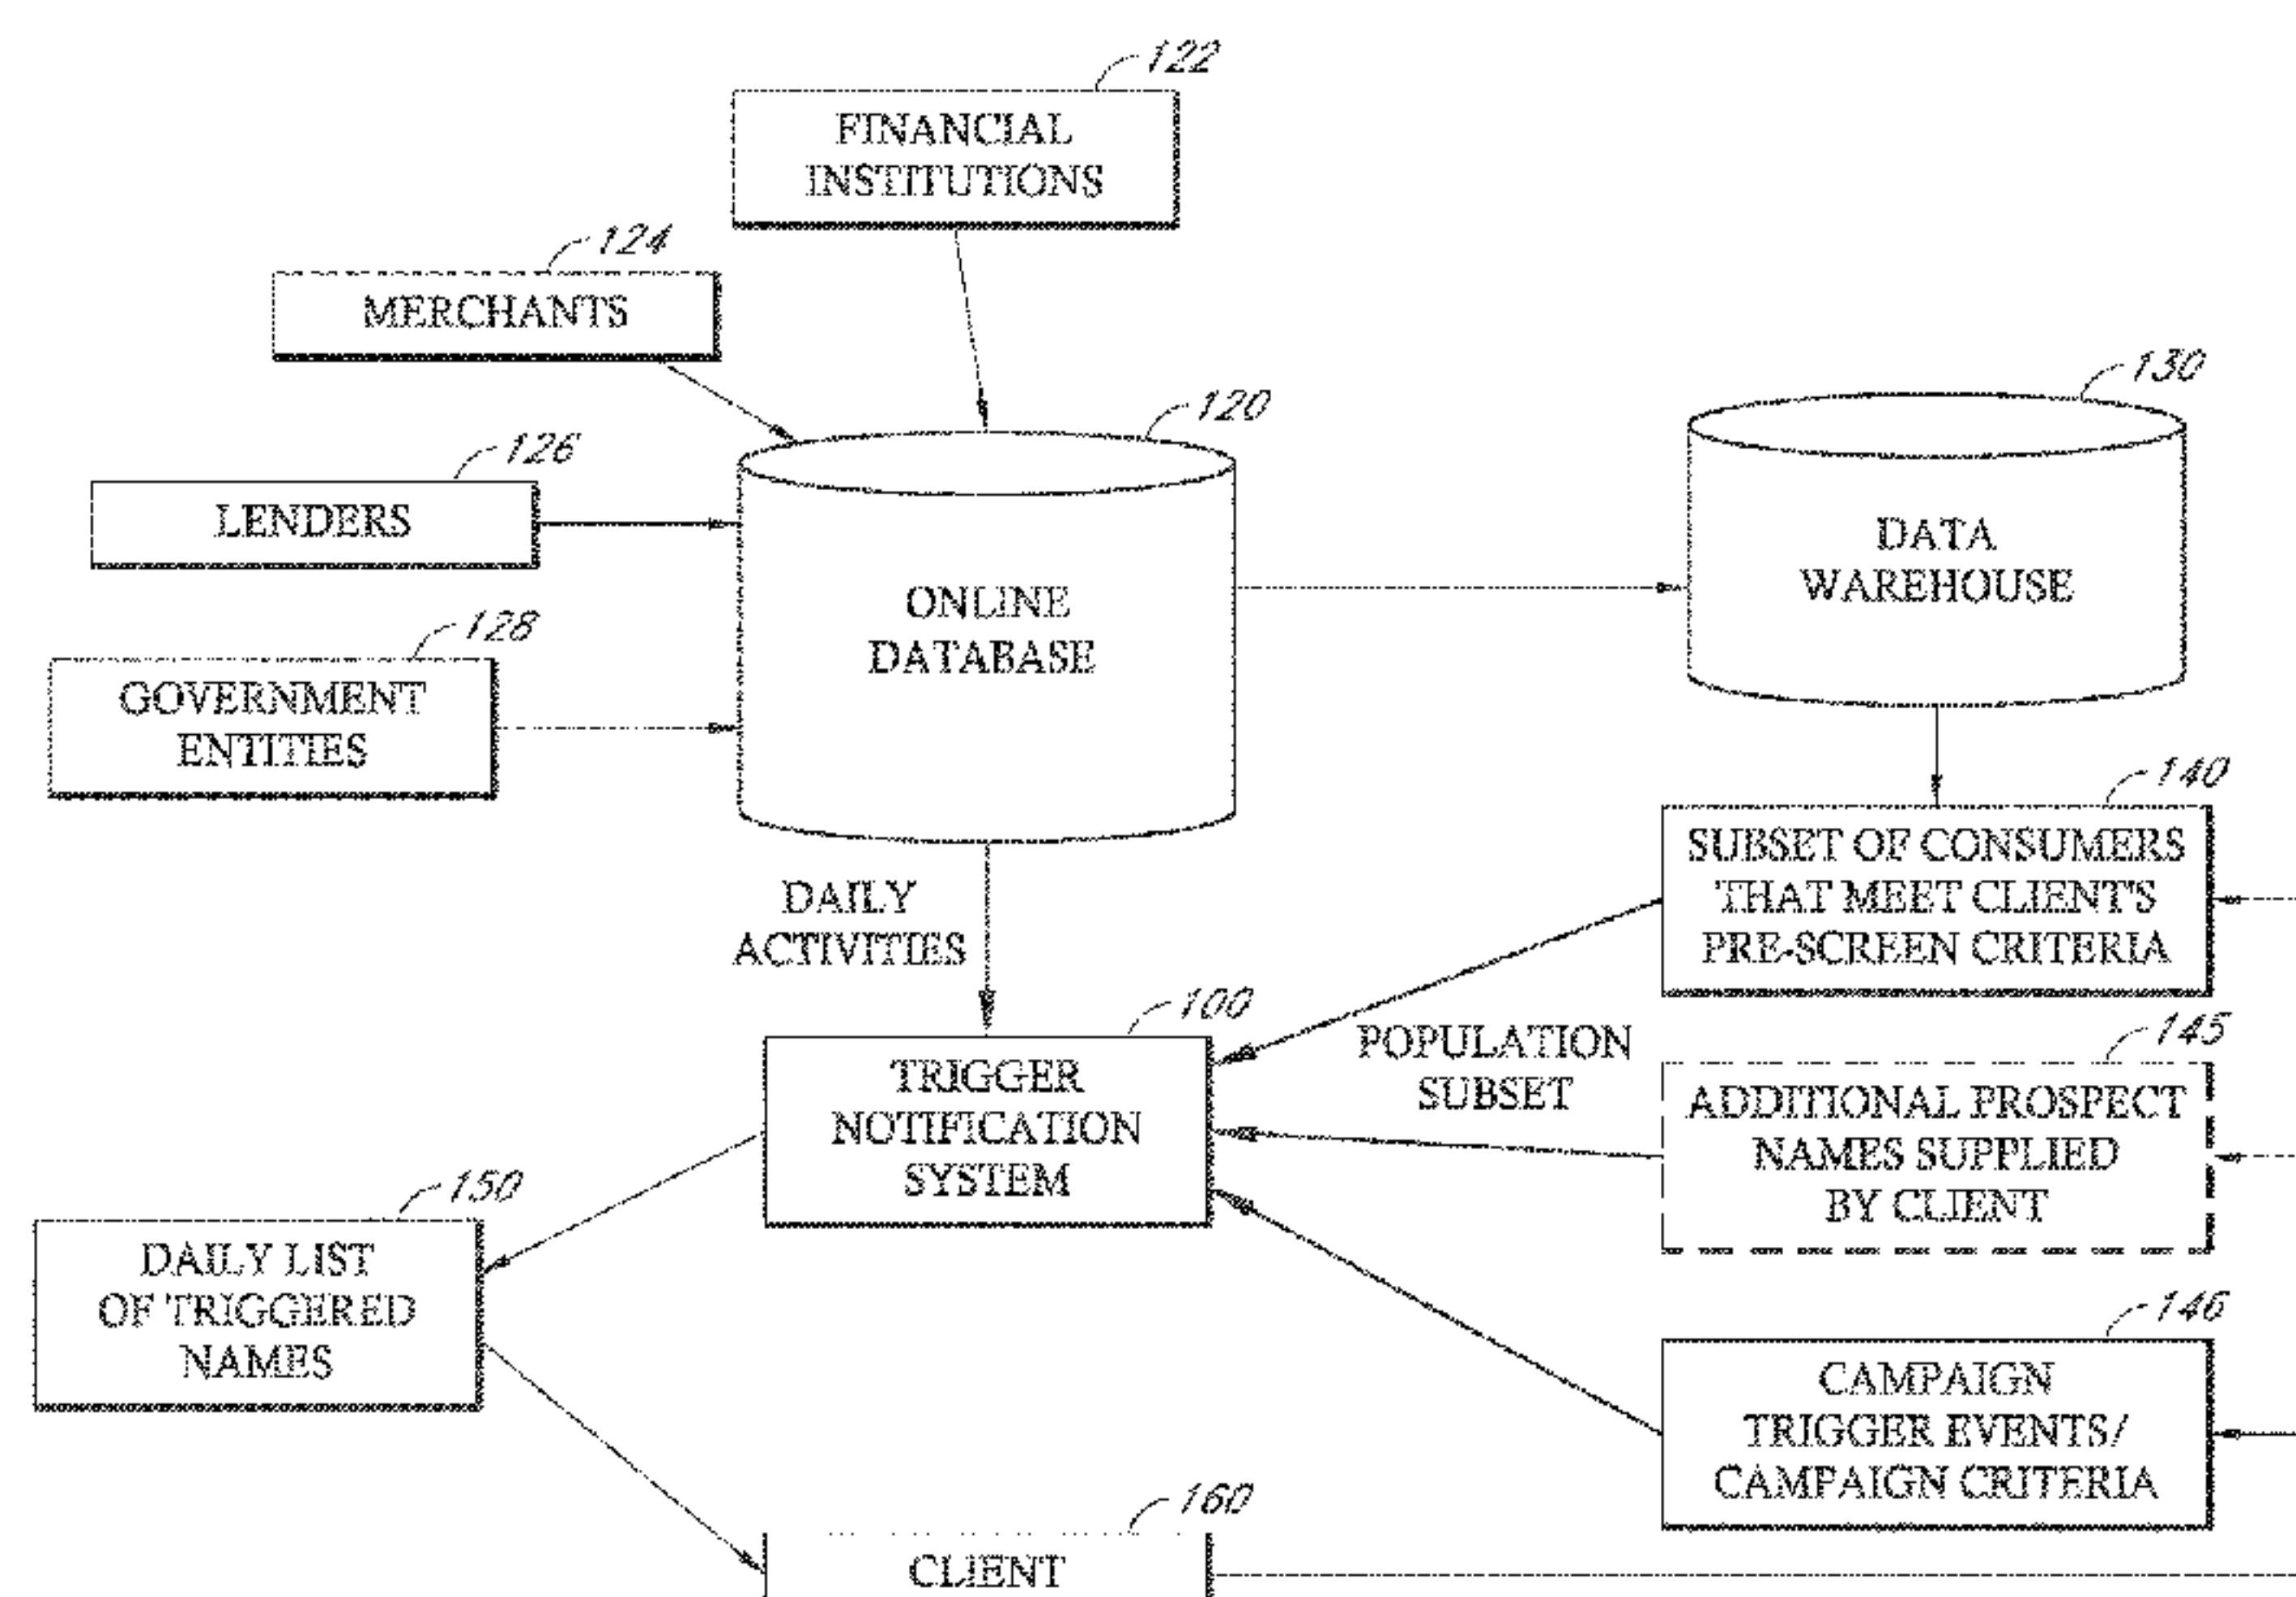 122
FINANCIAL
INSTITUTIONS
124
MERCHANTS
126
LENDERS
128
GOVERNMENT
ENTITIES
120
ONLINE
DATABASE
130
DATA
WAREHOUSE
DAILY
ACTIVITIES
140
SUBSET OF CONSUMERS
THAT MEET CLIENT'S
PRE-SCREEN CRITERIA
100
TRIGGER
NOTIFICATION
SYSTEM
POPULATION
SUBSET
145
ADDITIONAL PROSPECT
NAMES SUPPLIED
BY CLIENT
150
DAILY LIST
OF TRIGGERED
NAMES
146
CAMPAIGN
TRIGGER EVENTS/
CAMPAIGN CRITERIA
160
CLIENT